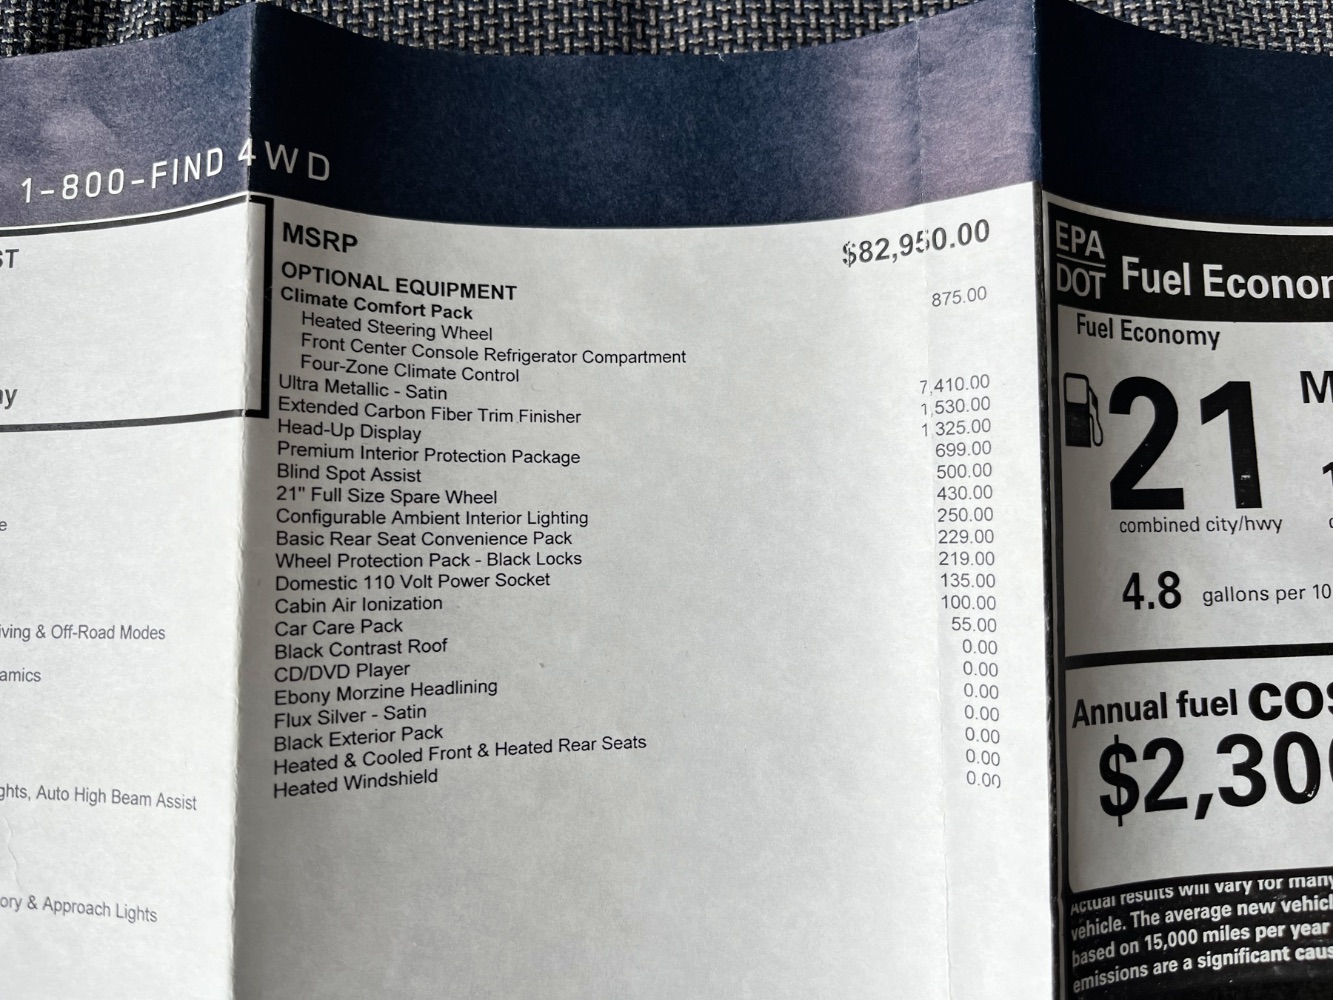 1-800-FIND 4WD
ST
ny
e
iving & Off-Road Modes
amics
ghts, Auto High Beam Assist
ory & Approach Lights
MSRP $82,950.00
OPTIONAL EQUIPMENT
Climate Comfort Pack 875.00
Heated Steering Wheel
Front Center Console Refrigerator Compartment
Four-Zone Climate Control
Ultra Metallic - Satin 7,410.00
Extended Carbon Fiber Trim Finisher 1,530.00
Head-Up Display 1 325.00
Premium Interior Protection Package 699.00
Blind Spot Assist 500.00
21" Full Size Spare Wheel 430.00
Configurable Ambient Interior Lighting 250.00
Basic Rear Seat Convenience Pack 229.00
Wheel Protection Pack - Black Locks 219.00
Domestic 110 Volt Power Socket 135.00
Cabin Air Ionization 100.00
Car Care Pack 55.00
Black Contrast Roof 0.00
CD/DVD Player 0.00
Ebony Morzine Headlining 0.00
Flux Silver - Satin 0.00
Black Exterior Pack 0.00
Heated & Cooled Front & Heated Rear Seats 0.00
Heated Windshield 0.00
EPA
DOT Fuel Econor
Fuel Economy
21 M
combined city/hwy
4.8 gallons per 10
Annual fuel cos
$2,300
Actual results will vary for many
vehicle. The average new vehicl
based on 15,000 miles per year
emissions are a significant caus